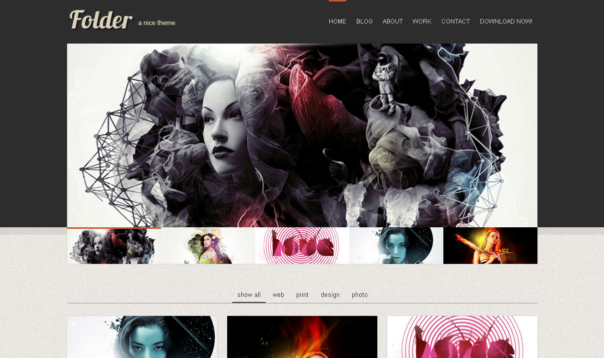 Folder a nice theme
HOME BLOG ABOUT WORK CONTACT DOWNLOAD NOW!
love
show all web print design photo